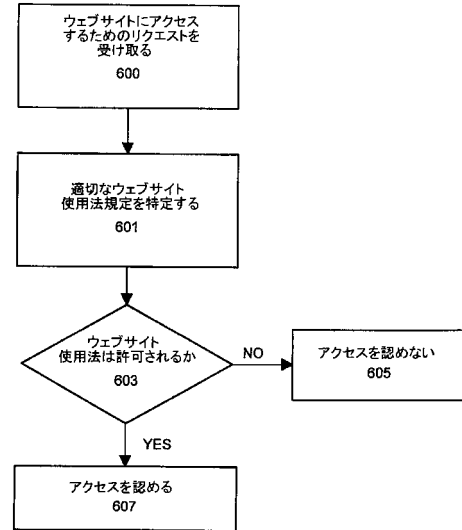 ウェブサイトにアクセス
するためのリクエストを
受け取る
600
適切なウェブサイト
使用法規定を特定する
601
ウェブサイト
使用法は許可されるか
603
NO
アクセスを認めない
605
YES
アクセスを認める
607